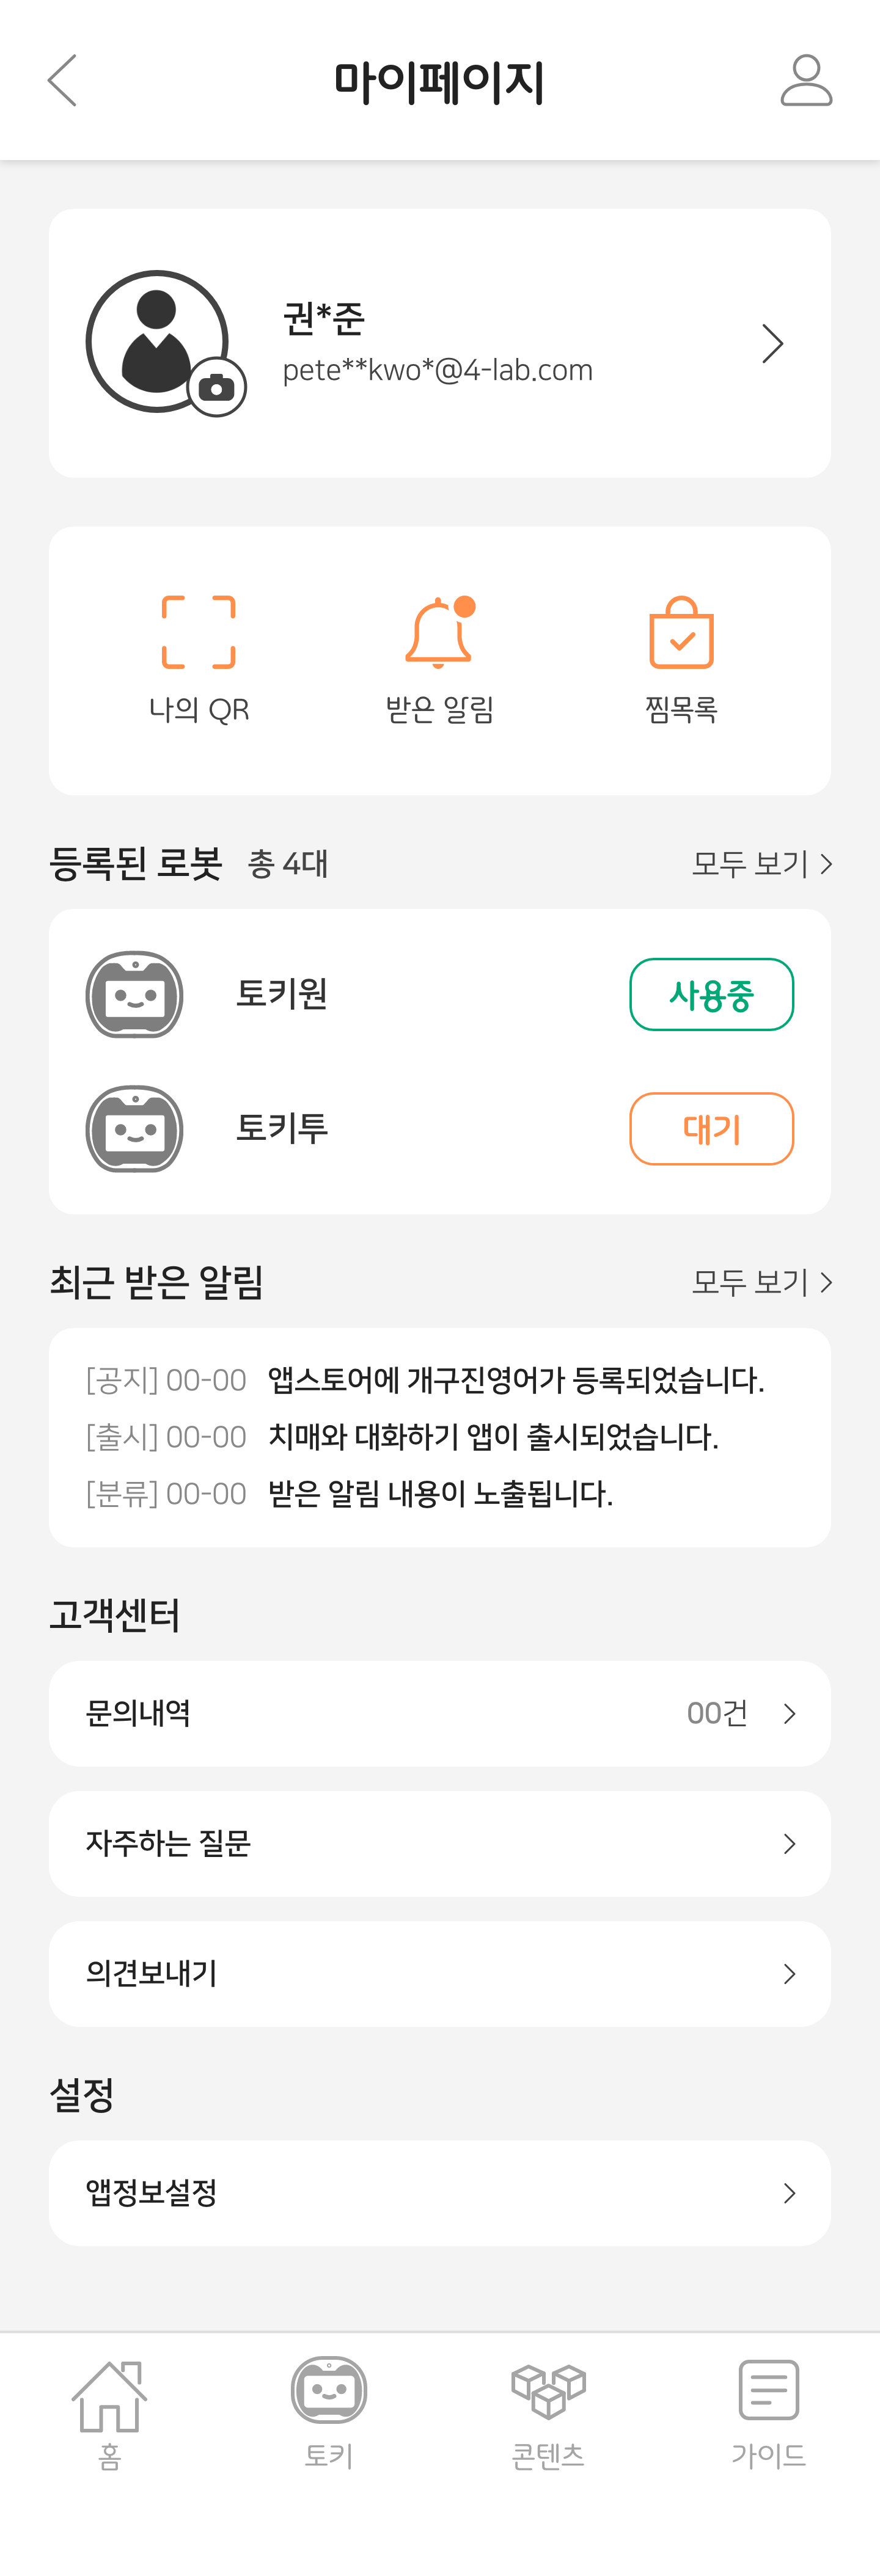 마이페이지
권*준
pete**kwo*@4-lab.com
나의 QR 받은 알림 찜목록
등록된 로봇 총 4대 모두 보기
토키원 사용중
토키투 대기
최근 받은 알림 모두 보기
[공지] 00-00 앱스토어에 개구진영어가 등록되었습니다.
[출시] 00-00 치매와 대화하기 앱이 출시되었습니다.
[분류] 00-00 받은 알림 내용이 노출됩니다.
고객센터
문의내역 00건
자주하는 질문
의견보내기
설정
앱정보설정
홈 토키 콘텐츠 가이드